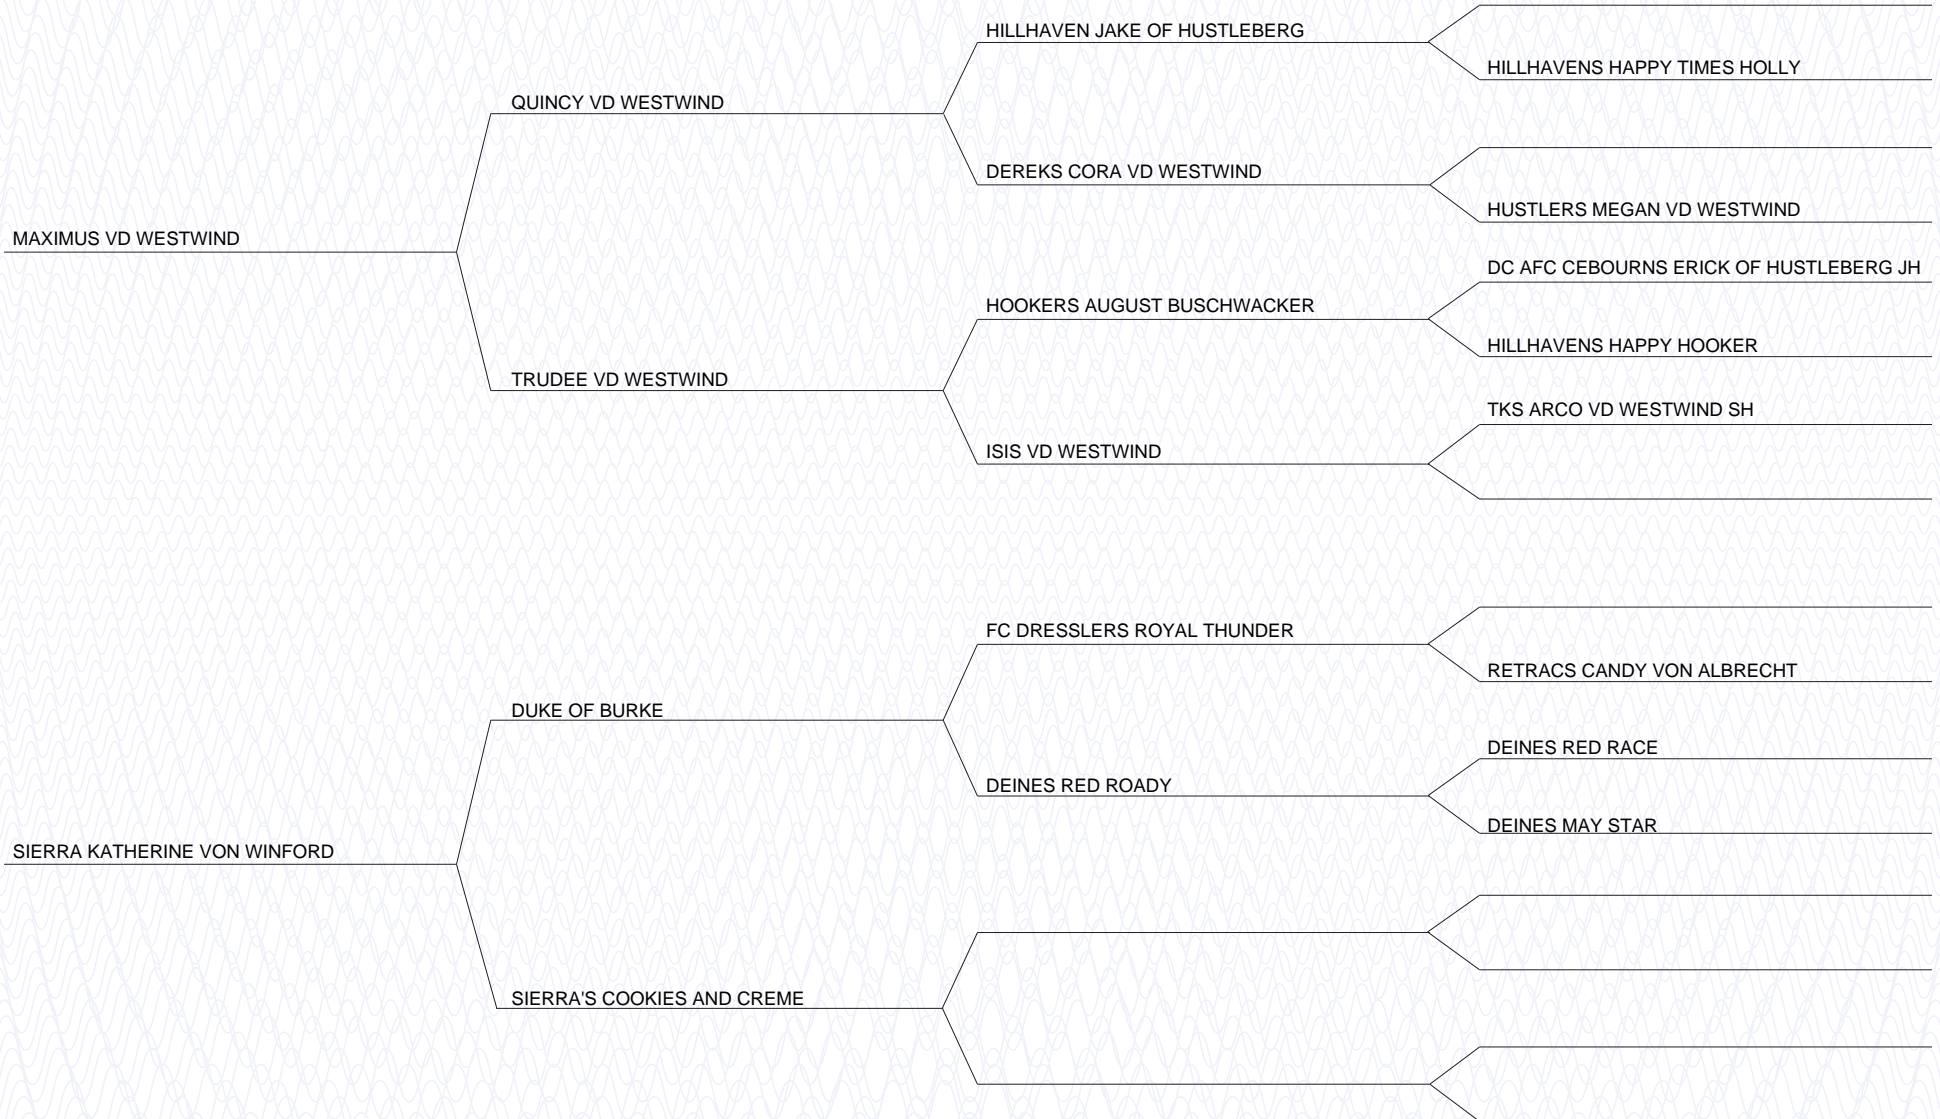 HILLHAVEN JAKE OF HUSTLEBERG
HILLHAVENS HAPPY TIMES HOLLY
QUINCY VD WESTWIND
DEREKS CORA VD WESTWIND
HUSTLERS MEGAN VD WESTWIND
MAXIMUS VD WESTWIND
DC AFC CEBOURNS ERICK OF HUSTLEBERG JH
HOOKERS AUGUST BUSCHWACKER
HILLHAVENS HAPPY HOOKER
TRUDEE VD WESTWIND
TKS ARCO VD WESTWIND SH
ISIS VD WESTWIND
FC DRESSLERS ROYAL THUNDER
RETRACS CANDY VON ALBRECHT
DUKE OF BURKE
DEINES RED RACE
DEINES RED ROADY
DEINES MAY STAR
SIERRA KATHERINE VON WINFORD
SIERRA'S COOKIES AND CREME